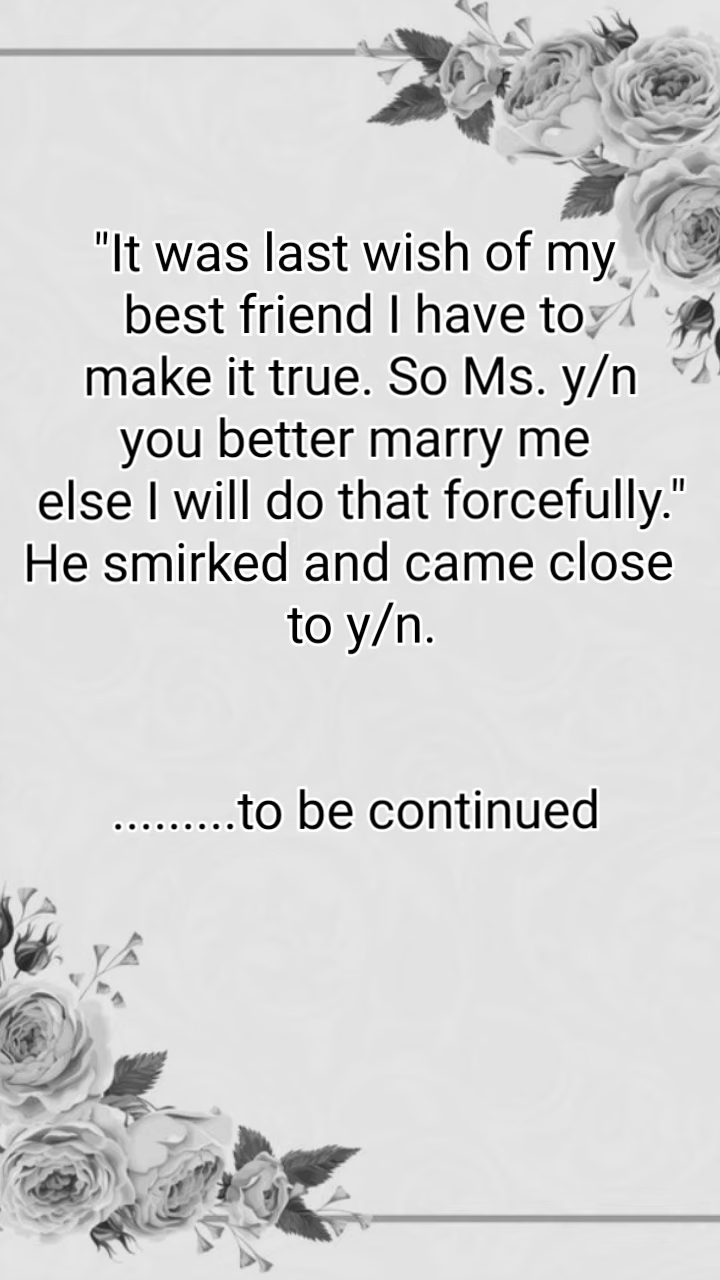 "It was last wish of my
best friend I have to
make it true. So Ms. y/n
you better marry me
else I will do that forcefully."
He smirked and came close
to y/n.
.........to be continued